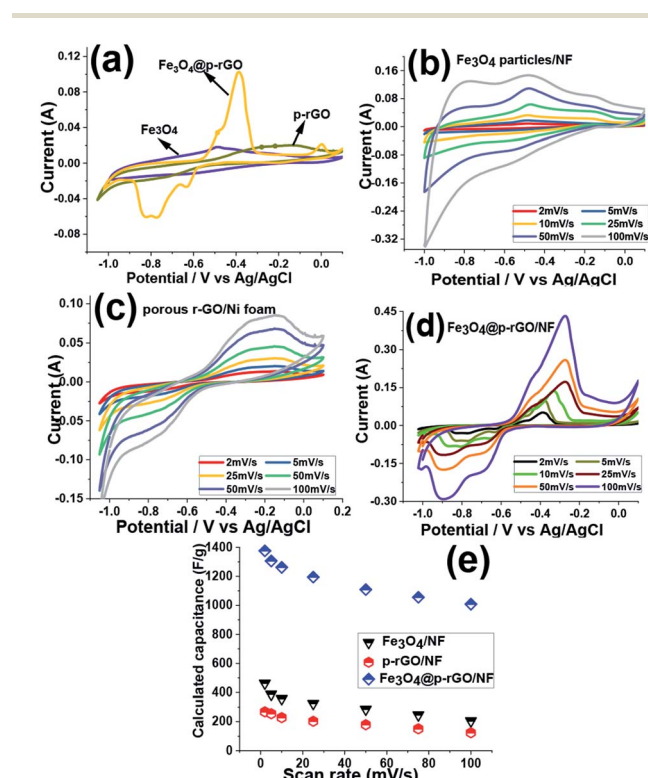 (a)
Fe3O4@p-rGO
p-rGO
Fe3O4
Current (A)
0.12
0.08
0.04
0.00
-0.04
-0.08
-1.0 -0.8 -0.6 -0.4 -0.2 0.0
Potential / V vs Ag/AgCl
(b)
Fe3O4 particles/NF
Current (A)
0.16
0.08
0.00
-0.08
-0.16
-0.24
-0.32
2mV/s 5mV/s
10mV/s 25mV/s
50mV/s 100mV/s
-1.0 -0.8 -0.6 -0.4 -0.2 0.0
Potential / V vs Ag/AgCl
(c)
porous r-GO/Ni foam
Current (A)
0.10
0.05
0.00
-0.05
-0.10
-0.15
2mV/s 5mV/s
25mV/s 50mV/s
50mV/s 100mV/s
-1.0 -0.8 -0.6 -0.4 -0.2 0.0 0.2
Potential / V vs Ag/AgCl
(d)
Fe3O4@p-rGO/NF
Current (A)
0.45
0.30
0.15
0.00
-0.15
-0.30
2mV/s 5mV/s
10mV/s 25mV/s
50mV/s 100mV/s
-1.0 -0.8 -0.6 -0.4 -0.2 0.0
Potential / V vs Ag/AgCl
(e)
Calculated capacitance (F/g)
1400
1200
1000
800
600
400
200
0
Fe3O4/NF
p-rGO/NF
Fe3O4@p-rGO/NF
0 25 50 75 100
Scan rate (mV/s)